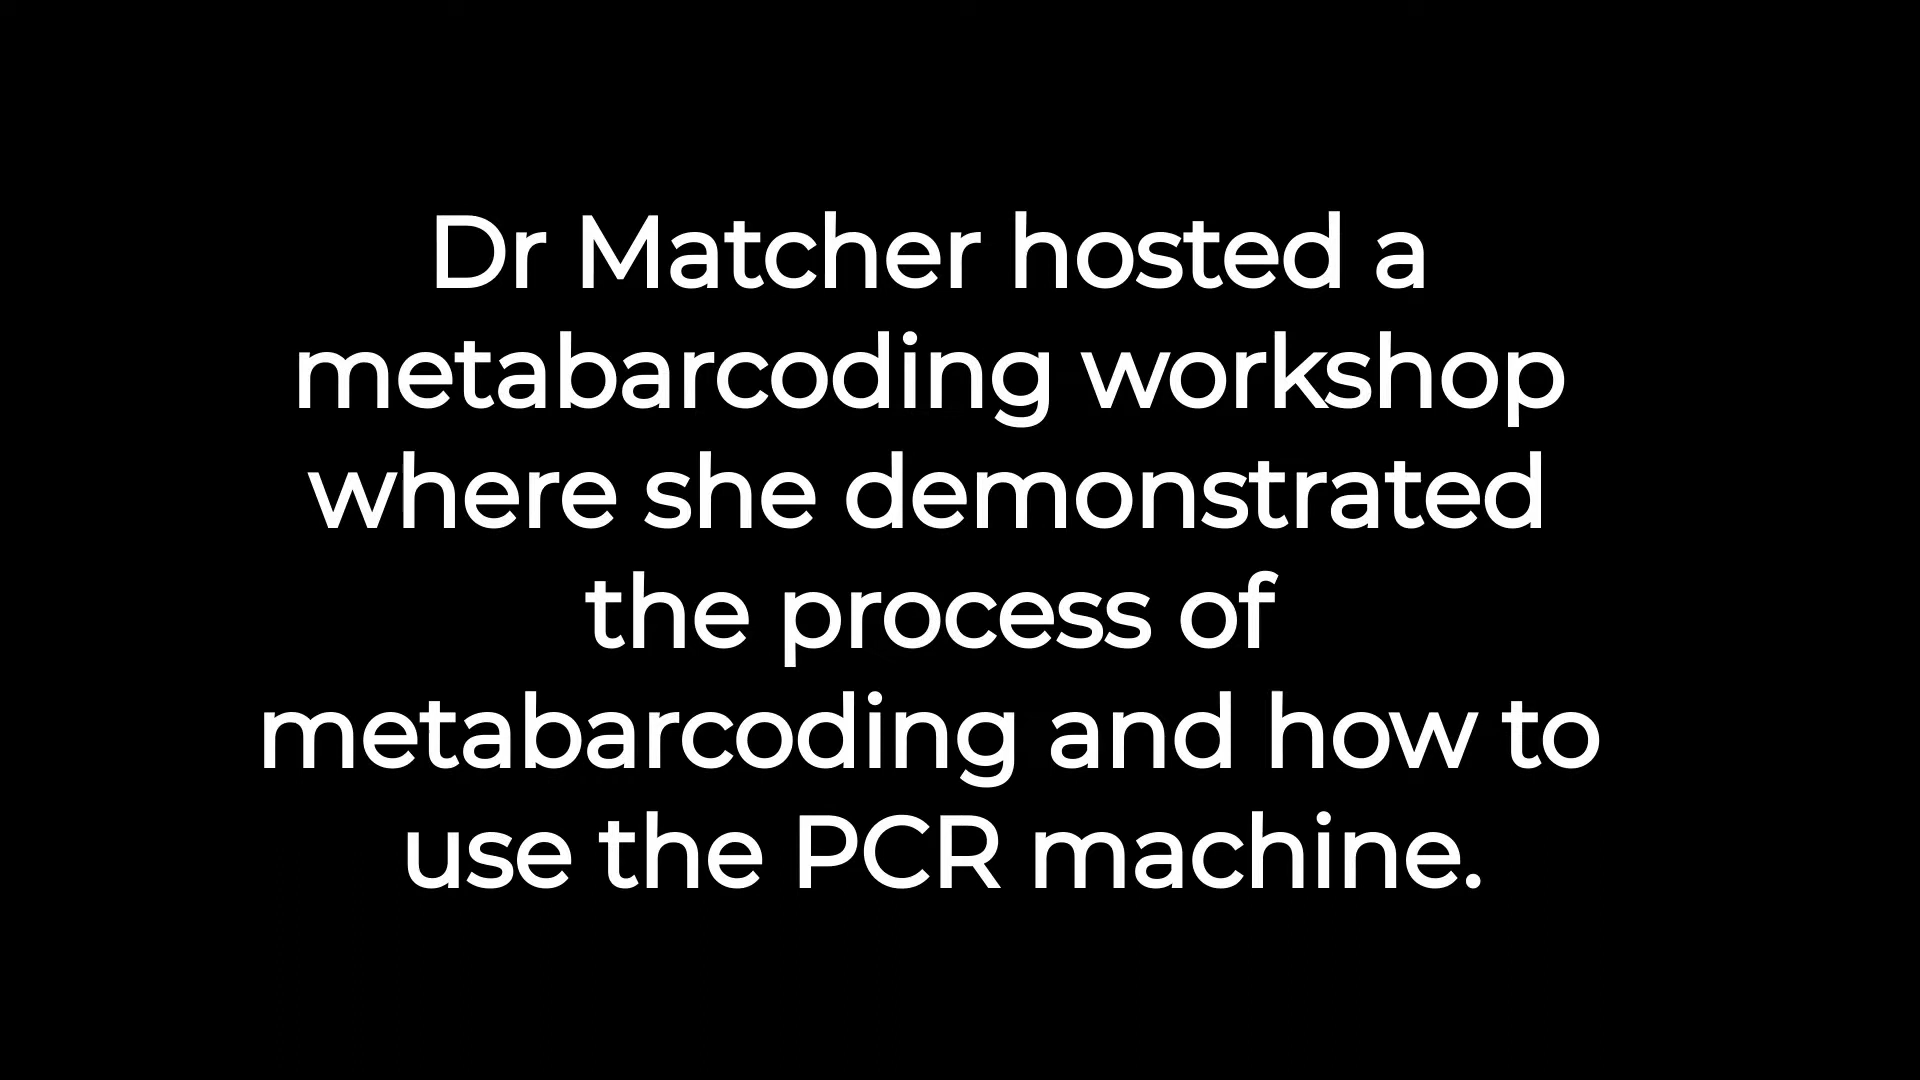 Dr Matcher hosted a
metabarcoding workshop
where she demonstrated
the process of
metabarcoding and how to
use the PCR machine.